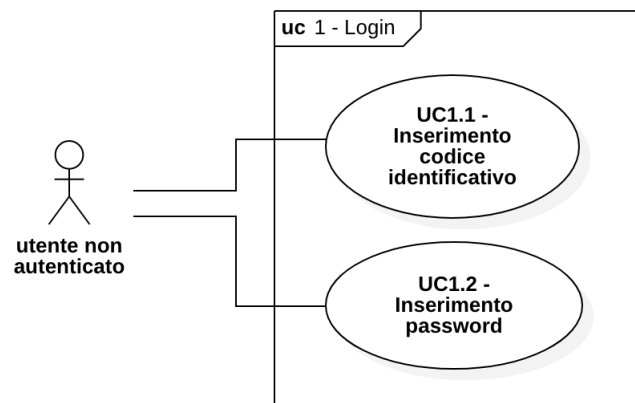 uc 1 - Login
UC1.1 -
Inserimento
codice
identificativo
utente non
autenticato
UC1.2 -
Inserimento
password